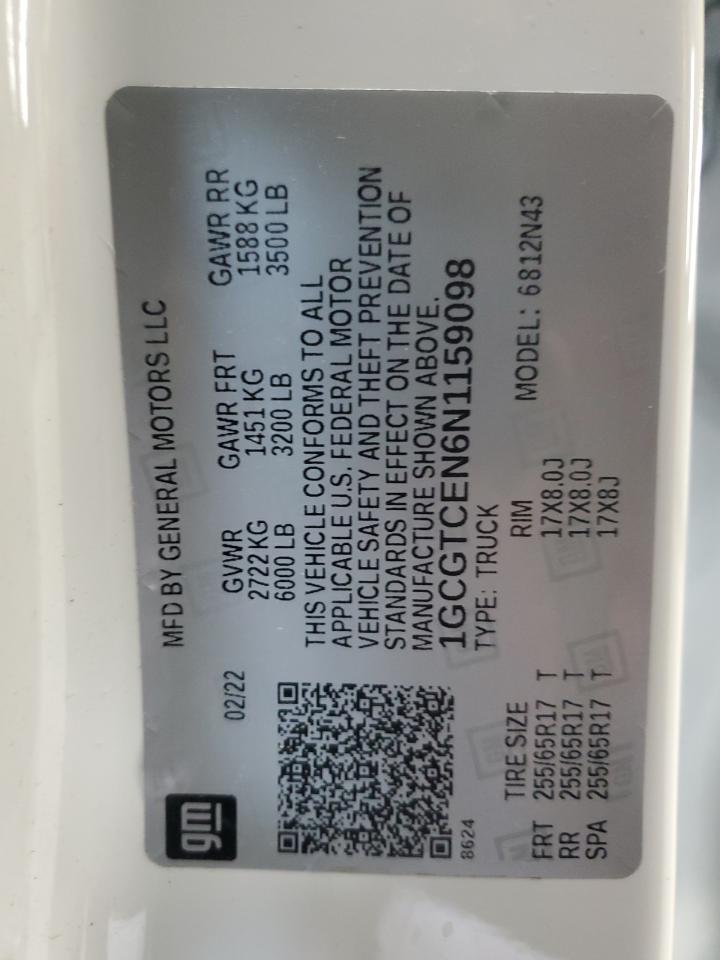 gm
MFD BY GENERAL MOTORS LLC
02/22
GVWR GAWR FRT GAWR RR
2722 KG 1451 KG 1588 KG
6000 LB 3200 LB 3500 LB
THIS VEHICLE CONFORMS TO ALL
APPLICABLE U.S. FEDERAL MOTOR
VEHICLE SAFETY AND THEFT PREVENTION
STANDARDS IN EFFECT ON THE DATE OF
MANUFACTURE SHOWN ABOVE.
1GCGTCEN6N1159098
8624
TYPE: TRUCK
MODEL: 6812N43
TIRE SIZE RIM
FRT 255/65R17 T 17X8.0J
RR 255/65R17 T 17X8.0J
SPA 255/65R17 T 17X8J